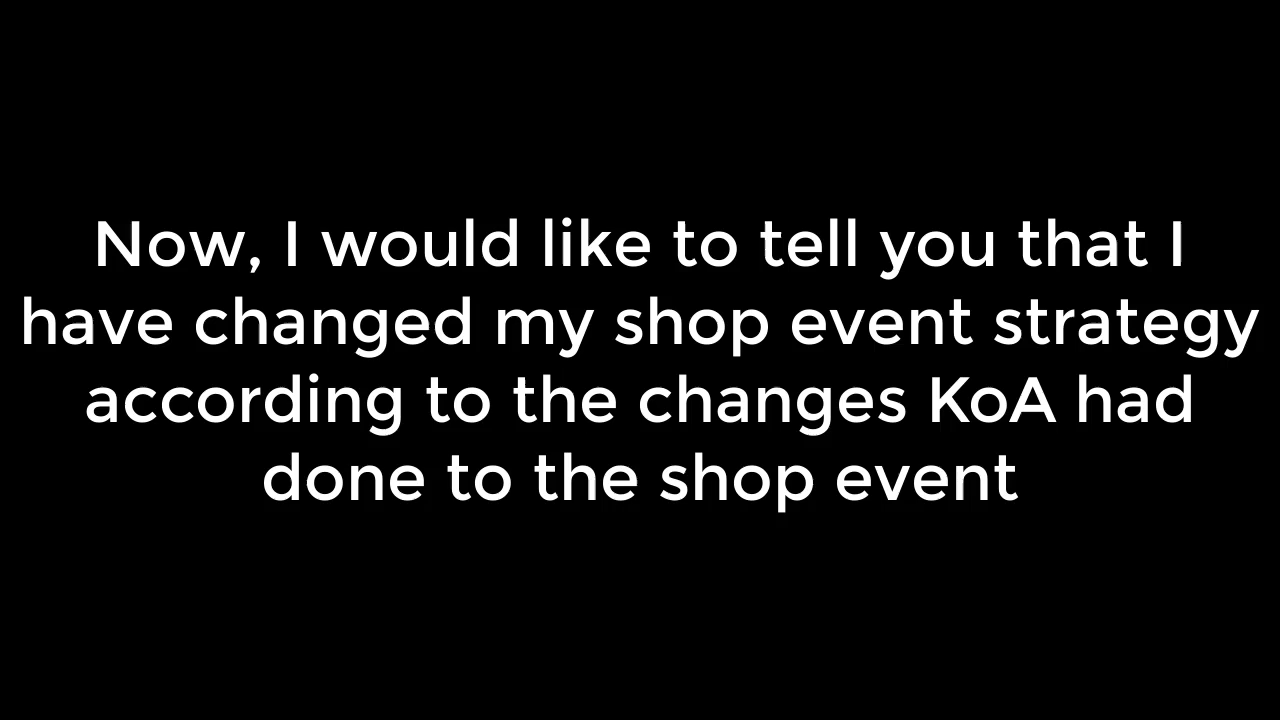 Now, I would like to tell you that I
have changed my shop event strategy
according to the changes KoA had
done to the shop event